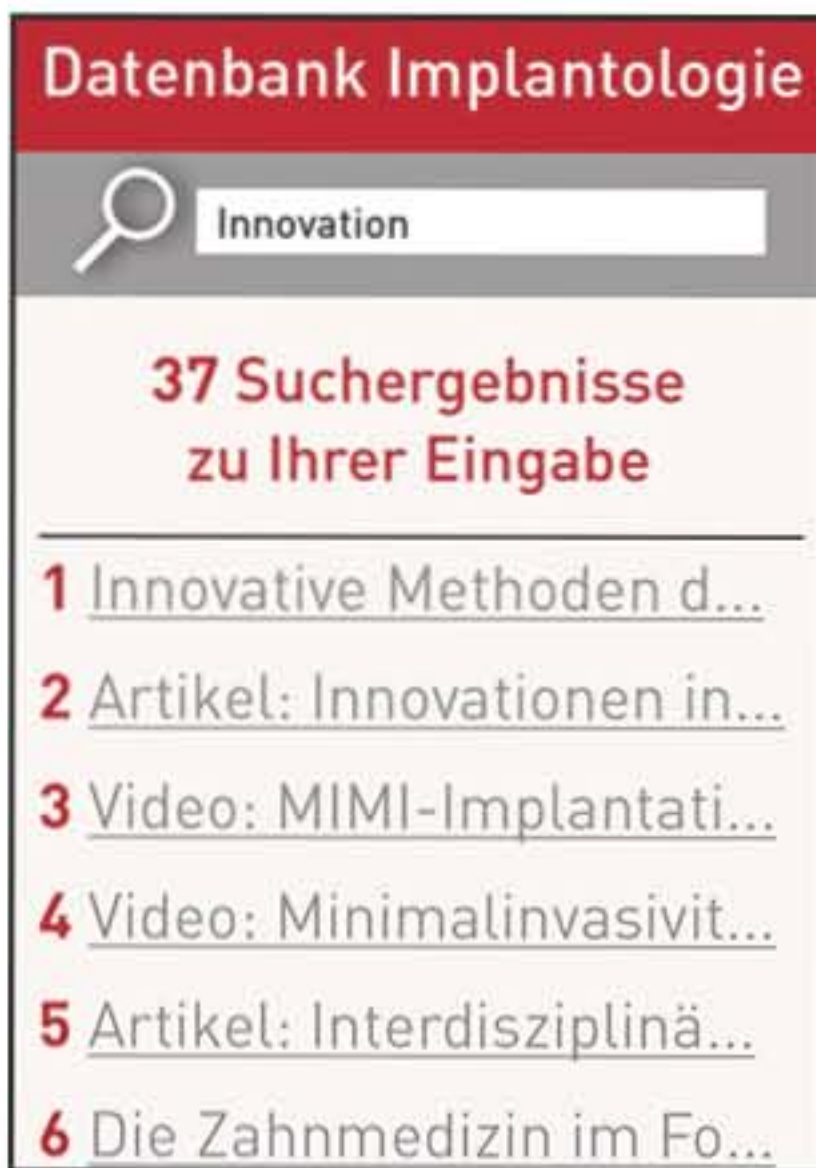 Datenbank Implantologie
Innovation
37 Suchergebnisse
zu Ihrer Eingabe
1 Innovative Methoden d...
2 Artikel: Innovationen in...
3 Video: MIMI-Implantati...
4 Video: Minimalinvasivit...
5 Artikel: Interdisziplinä...
6 Die Zahnmedizin im Fo...